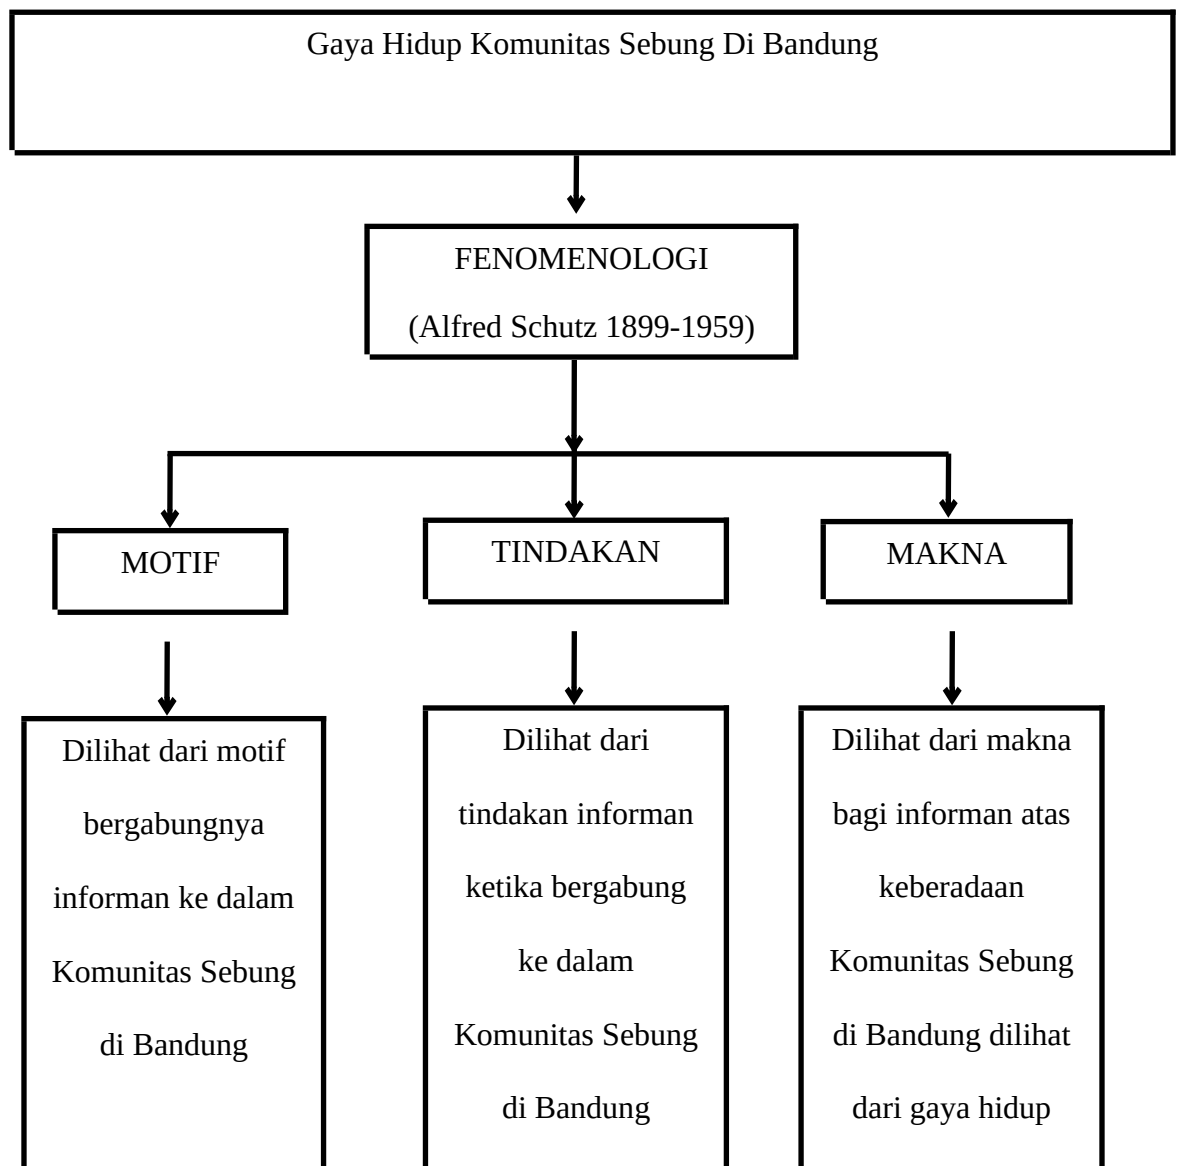 Gaya Hidup Komunitas Sebung Di Bandung
FENOMENOLOGI
(Alfred Schutz 1899-1959)
MOTIF
TINDAKAN
MAKNA
Dilihat dari motif
bergabungnya
informan ke dalam
Komunitas Sebung
di Bandung
Dilihat dari
tindakan informan
ketika bergabung
ke dalam
Komunitas Sebung
di Bandung
Dilihat dari makna
bagi informan atas
keberadaan
Komunitas Sebung
di Bandung dilihat
dari gaya hidup